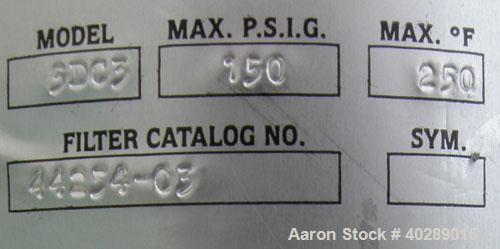 MODEL MAX. P.S.I.G. MAX. °F
3DC3 150 250
FILTER CATALOG NO. SYM.
44254-03
Aaron Stock # 40289015